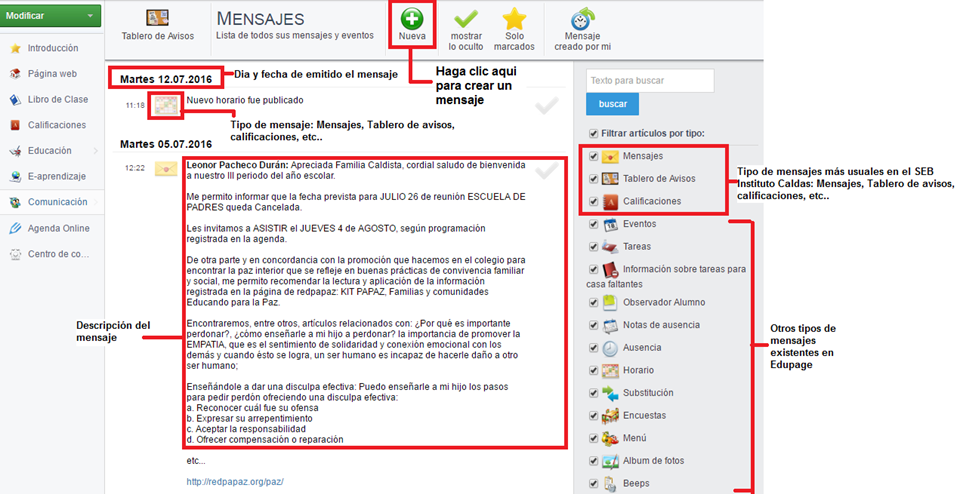 Modificar
Introducción
Página web
Libro de Clase
Calificaciones
Educación
E-aprendizaje
Comunicación
Agenda Online
Centro de co...
Tablero de Avisos
MENSAJES
Lista de todos sus mensajes y eventos
Nueva
mostrar
lo oculto
Solo
marcados
Mensaje
creado por mi
Martes 12.07.2016
Dia y fecha de emitido el mensaje
Haga clic aqui
para crear un
mensaje
11:18
Nuevo horario fue publicado
Tipo de mensaje: Mensajes, Tablero de avisos,
calificaciones, etc..
Martes 05.07.2016
12:22
Leonor Pacheco Durán: Apreciada Familia Caldista, cordial saludo de bienvenida
a nuestro III periodo del año escolar.
Me permito informar que la fecha prevista para JULIO 26 de reunión ESCUELA DE
PADRES queda Cancelada.
Les invitamos a ASISTIR el JUEVES 4 de AGOSTO, según programación
registrada en la agenda.
De otra parte y en concordancia con la promoción que hacemos en el colegio para
encontrar la paz interior que se refleje en buenas prácticas de convivencia familiar
y social, me permito recomendar la lectura y aplicación de la información
registrada en la página de redpapaz: KIT PAPAZ, Familias y comunidades
Educando para la Paz.
Encontraremos, entre otros, artículos relacionados con: ¿Por qué es importante
perdonar?, ¿cómo enseñarle a mi hijo a perdonar? la importancia de promover la
EMPATIA, que es el sentimiento de solidaridad y conexión emocional con los
demás y cuando ésto se logra, un ser humano es incapaz de hacerle daño a otro
ser humano;
Enseñándole a dar una disculpa efectiva: Puedo enseñarle a mi hijo los pasos
para pedir perdón ofreciendo una disculpa efectiva:
a. Reconocer cuál fue su ofensa
b. Expresar su arrepentimiento
c. Aceptar la responsabilidad
d. Ofrecer compensación o reparación
etc...
http://redpapaz.org/paz/
Descripción del
mensaje
Texto para buscar
buscar
Filtrar artículos por tipo:
Mensajes
Tablero de Avisos
Calificaciones
Eventos
Tareas
Información sobre tareas para
casa faltantes
Observador Alumno
Notas de ausencia
Ausencia
Horario
Substitución
Encuestas
Menú
Album de fotos
Beeps
Tipo de mensajes más usuales en el SEB
Instituto Caldas: Mensajes, Tablero de avisos,
calificaciones, etc..
Otros tipos de
mensajes
existentes en
Edupage